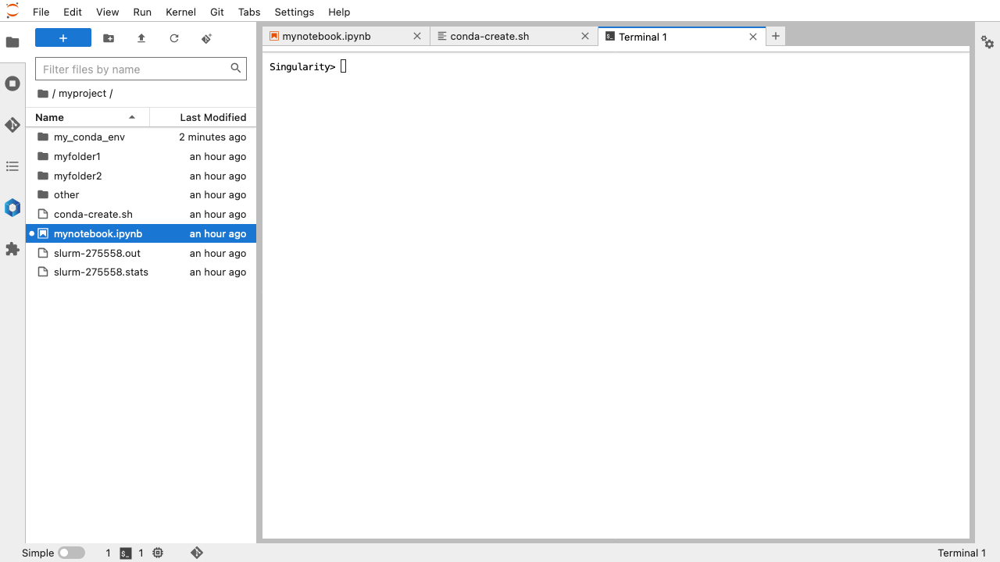 File Edit View Run Kernel Git Tabs Settings Help
mynotebook.ipynb
conda-create.sh
Terminal 1
Filter files by name
/ myproject /
Name Last Modified
my_conda_env 2 minutes ago
myfolder1 an hour ago
myfolder2 an hour ago
other an hour ago
conda-create.sh an hour ago
mynotebook.ipynb an hour ago
slurm-275558.out an hour ago
slurm-275558.stats an hour ago
Singularity>
Simple 1 $_ 1 Terminal 1